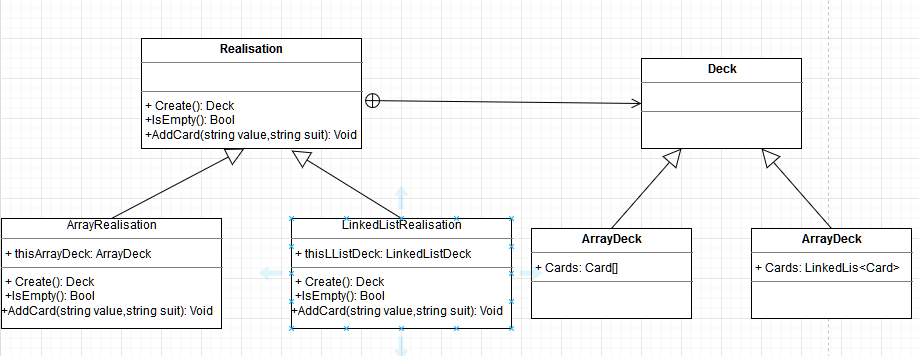 Realisation
+ Create(): Deck
+IsEmpty(): Bool
+AddCard(string value,string suit): Void
Deck
ArrayRealisation
+ thisArrayDeck: ArrayDeck
+ Create(): Deck
+IsEmpty(): Bool
+AddCard(string value,string suit): Void
LinkedListRealisation
+ thisLListDeck: LinkedListDeck
+ Create(): Deck
+IsEmpty(): Bool
+AddCard(string value,string suit): Void
ArrayDeck
+ Cards: Card[]
ArrayDeck
+ Cards: LinkedLis<Card>